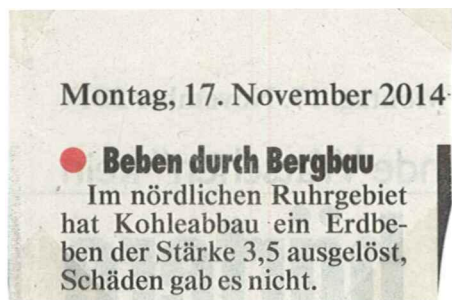 Montag, 17. November 2014
Beben durch Bergbau
Im nördlichen Ruhrgebiet
hat Kohleabbau ein Erdbe-
ben der Stärke 3,5 ausgelöst,
Schäden gab es nicht.